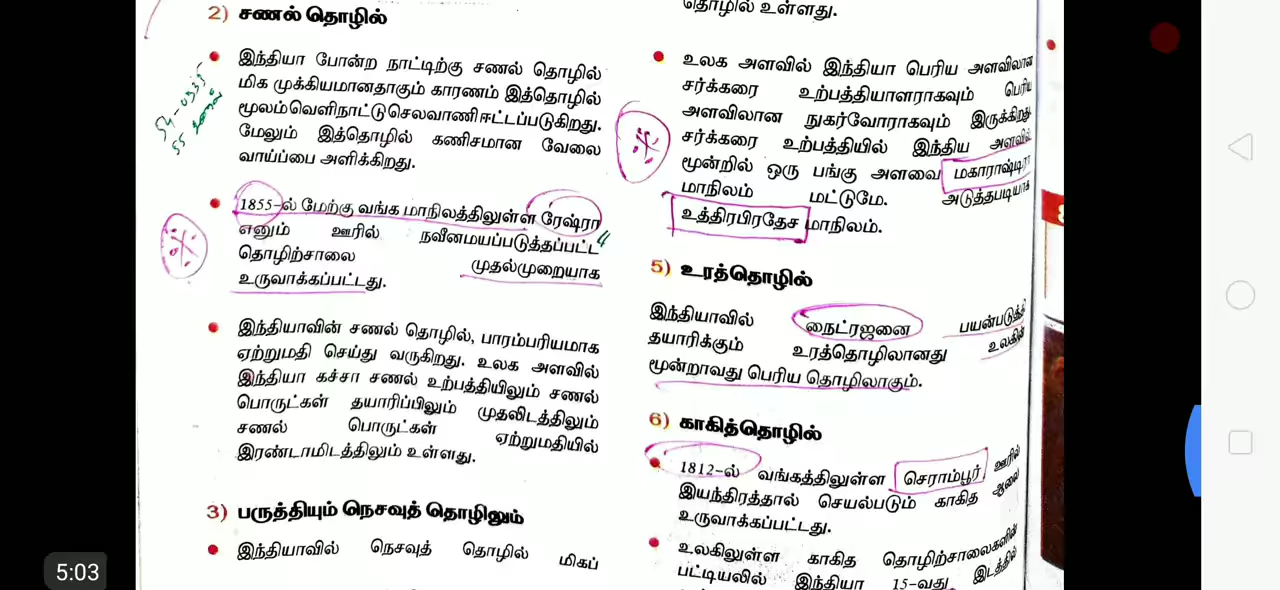 2) சணல் தொழில்
இந்தியா போன்ற நாட்டிற்கு சணல் தொழில்
மிக முக்கியமானதாகும் காரணம் இத்தொழில்
மூலம்வெளிநாட்டுசெலவாணிஈட்டப்படுகிறது.
மேலும் இத்தொழில் கணிசமான வேலை
வாய்ப்பை அளிக்கிறது.
1855-ல் மேற்கு வங்க மாநிலத்திலுள்ள ரேஷ்ரா
எனும் ஊரில் நவீனமயப்படுத்தப்பட்ட
தொழிற்சாலை முதல்முறையாக
உருவாக்கப்பட்டது.
இந்தியாவின் சணல் தொழில், பாரம்பரியமாக
ஏற்றுமதி செய்து வருகிறது. உலக அளவில்
இந்தியா கச்சா சணல் உற்பத்தியிலும் சணல்
பொருட்கள் தயாரிப்பிலும் முதலிடத்திலும்
சணல் பொருட்கள் ஏற்றுமதியில்
இரண்டாமிடத்திலும் உள்ளது.
3) பருத்தியும் நெசவுத் தொழிலும்
இந்தியாவில் நெசவுத் தொழில் மிகப்
தொழில் உள்ளது.
உலக அளவில் இந்தியா பெரிய அளவிலான
சர்க்கரை உற்பத்தியாளராகவும் பெரிய
அளவிலான நுகர்வோராகவும் இருக்கிறது.
சர்க்கரை உற்பத்தியில் இந்திய அளவில்
மூன்றில் ஒரு பங்கு அளவை மகாராஷ்டிரா
மாநிலம் மட்டுமே. அடுத்தபடியாக
உத்திரபிரதேச மாநிலம்.
5) உரத்தொழில்
இந்தியாவில் நைட்ரஜனை பயன்படுத்தி
தயாரிக்கும் உரத்தொழிலானது உலகின்
மூன்றாவது பெரிய தொழிலாகும்.
6) காகித்தொழில்
1812-ல் வங்கத்திலுள்ள செராம்பூர் ஊரில்
இயந்திரத்தால் செயல்படும் காகித ஆலை
உருவாக்கப்பட்டது.
உலகிலுள்ள காகித தொழிற்சாலைகளின்
பட்டியலில் இந்தியா 15-வது இடத்தில்
5:03